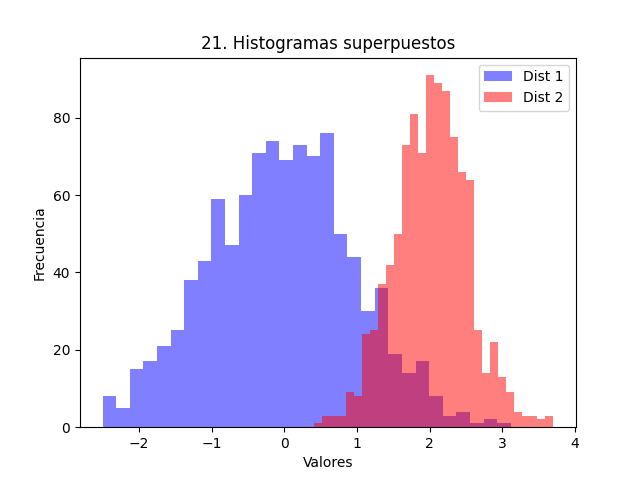 21. Histogramas superpuestos
Dist 1
Dist 2
Frecuencia
80
60
40
20
0
−2
−1
0
1
2
3
4
Valores